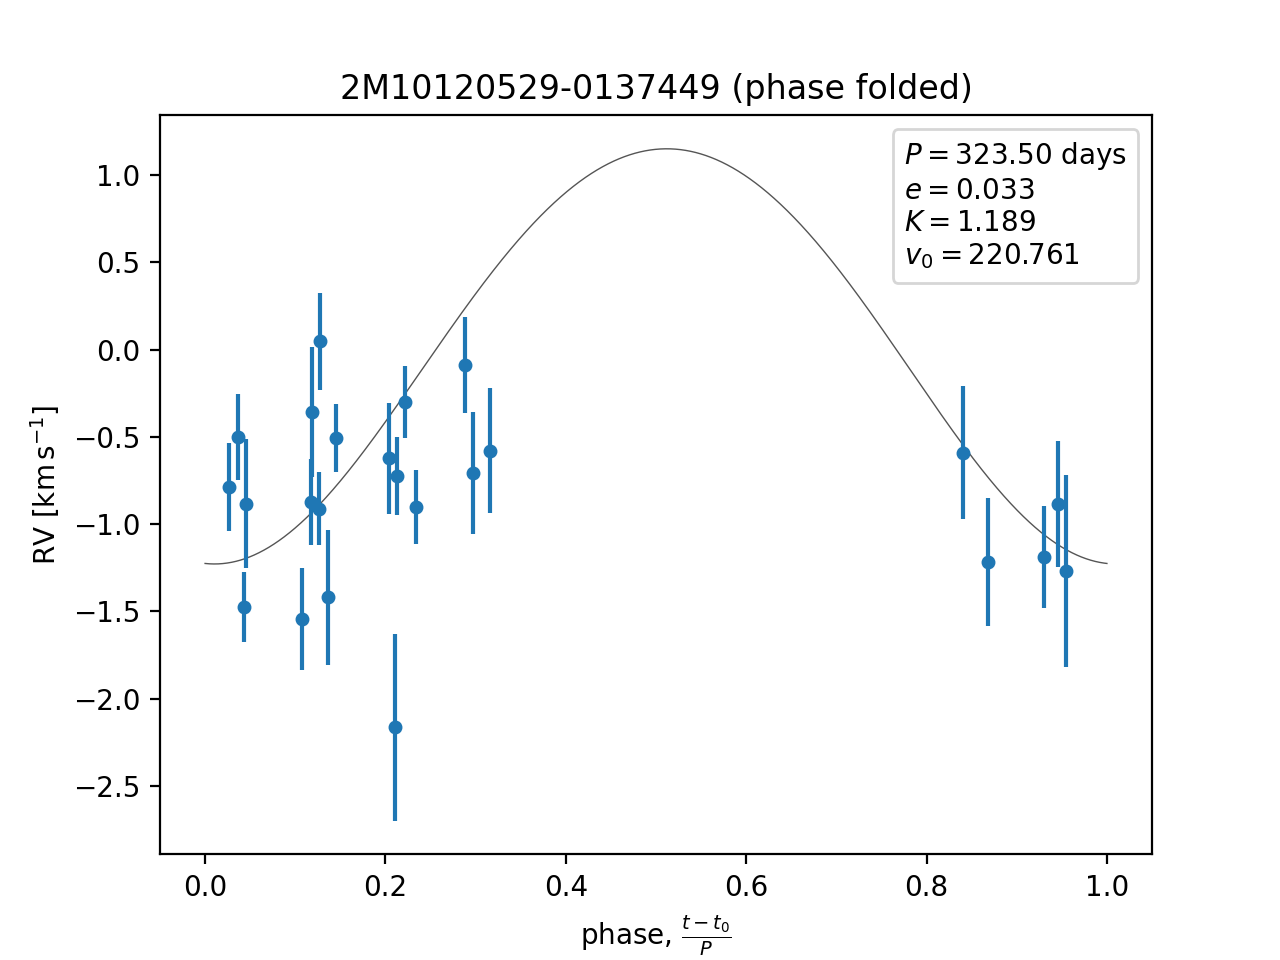 2M10120529-0137449 (phase folded)
P = 323.50 days
e = 0.033
K = 1.189
v₀ = 220.761
1.0
0.5
0.0
−0.5
−1.0
−1.5
−2.0
−2.5
RV [km s⁻¹]
0.0 0.2 0.4 0.6 0.8 1.0
phase, (t − t₀)/P